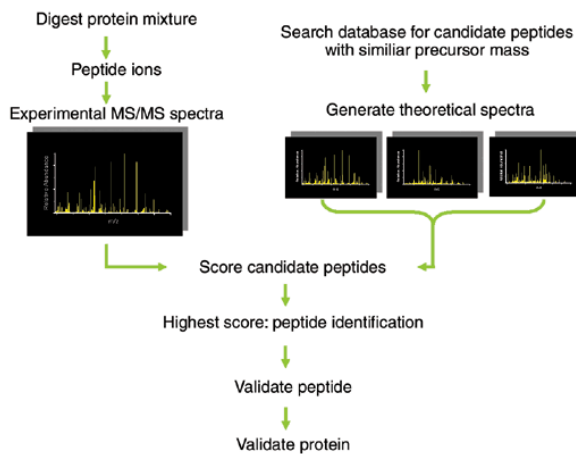 Digest protein mixture
Peptide ions
Experimental MS/MS spectra
Search database for candidate peptides
with similiar precursor mass
Generate theoretical spectra
m/z
Score candidate peptides
Highest score: peptide identification
Validate peptide
Validate protein